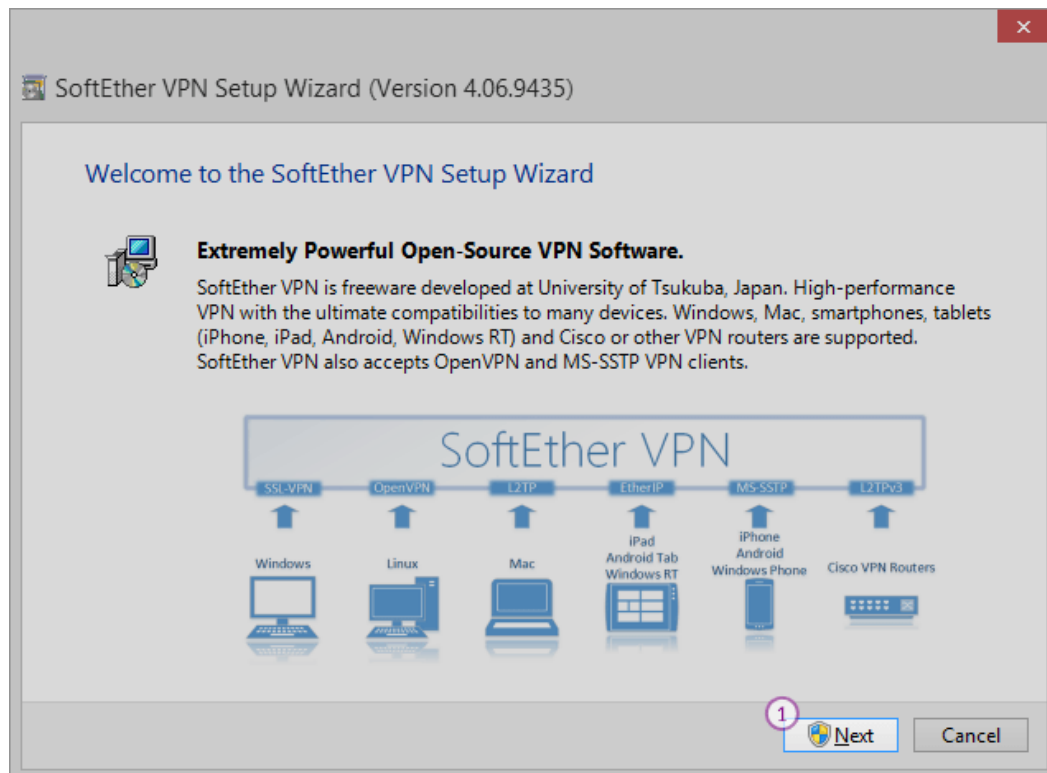 SoftEther VPN Setup Wizard (Version 4.06.9435)
Welcome to the SoftEther VPN Setup Wizard
Extremely Powerful Open-Source VPN Software.
SoftEther VPN is freeware developed at University of Tsukuba, Japan. High-performance
VPN with the ultimate compatibilities to many devices. Windows, Mac, smartphones, tablets
(iPhone, iPad, Android, Windows RT) and Cisco or other VPN routers are supported.
SoftEther VPN also accepts OpenVPN and MS-SSTP VPN clients.
SoftEther VPN
SSL-VPN OpenVPN L2TP EtherIP MS-SSTP L2TPv3
Windows
Linux
Mac
iPad
Android Tab
Windows RT
iPhone
Android
Windows Phone
Cisco VPN Routers
1
Next Cancel